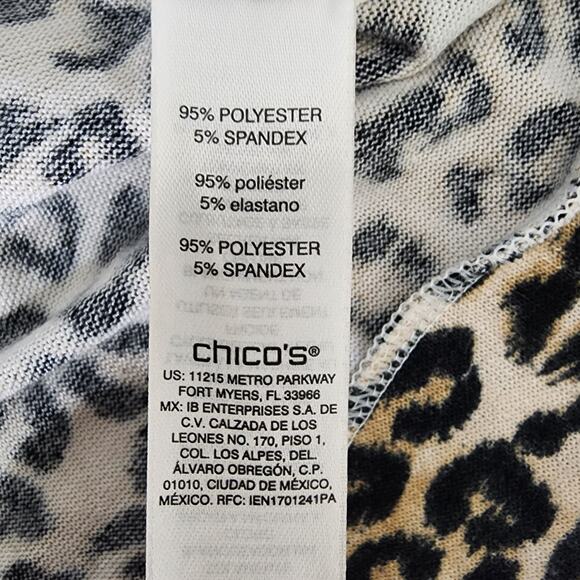 95% POLYESTER
5% SPANDEX
95% poliéster
5% elastano
95% POLYESTER
5% SPANDEX
chico's®
US: 11215 METRO PARKWAY
FORT MYERS, FL 33966
MX: IB ENTERPRISES S.A. DE
C.V. CALZADA DE LOS
LEONES NO. 170, PISO 1,
COL. LOS ALPES, DEL.
ÁLVARO OBREGÓN, C.P.
01010, CIUDAD DE MÉXICO,
MÉXICO. RFC: IEN1701241PA